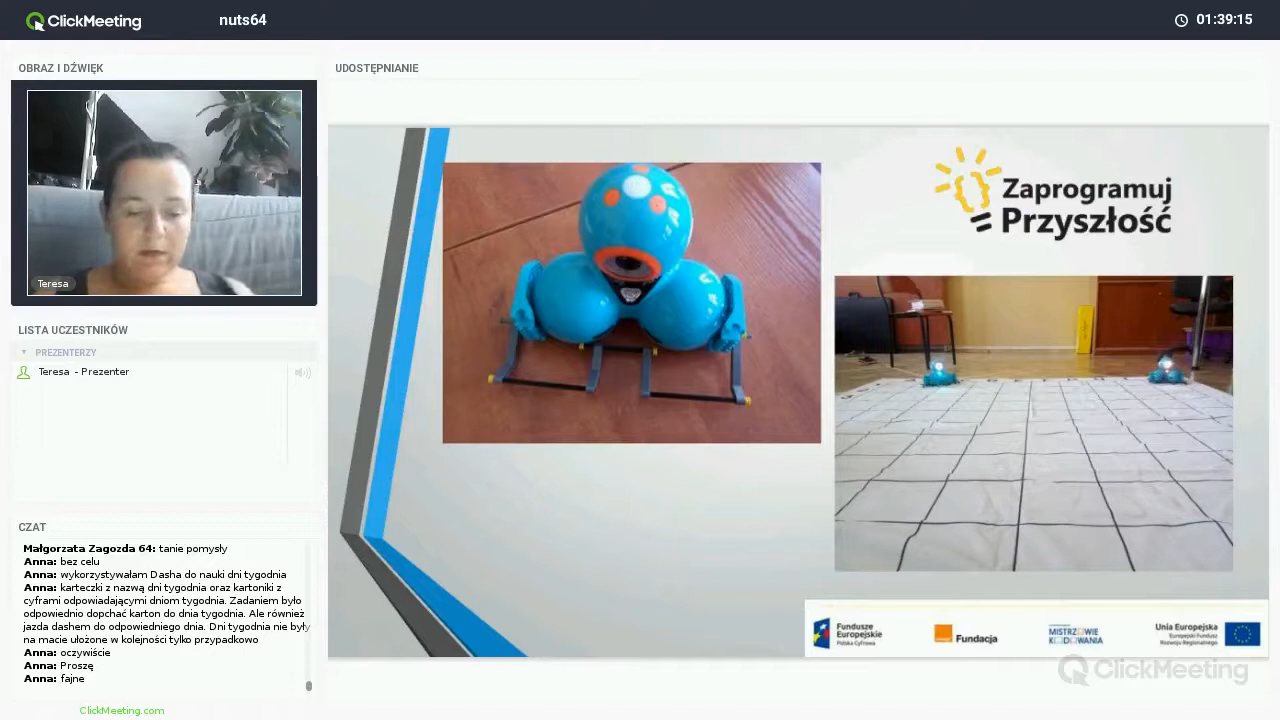 ClickMeeting
nuts64
01:39:15
OBRAZ I DŹWIĘK
UDOSTĘPNIANIE
Teresa
LISTA UCZESTNIKÓW
PREZENTERZY
Teresa - Prezenter
CZAT
Małgorzata Zagozda 64: tanie pomysły
Anna: bez celu
Anna: wykorzystywałam Dasha do nauki dni tygodnia
Anna: karteczki z nazwą dni tygodnia oraz kartoniki z
cyframi odpowiadającymi dniom tygodnia. Zadaniem było
odpowiednio dopchać karton do dnia tygodnia. Ale również
jazda dashem do odpowiedniego dnia. Dni tygodnia nie były
na macie ułożone w kolejności tylko przypadkowo
Anna: oczywiście
Anna: Proszę
Anna: fajne
ClickMeeting.com
Zaprogramuj
Przyszłość
Fundusze
Europejskie
Polska Cyfrowa
Fundacja
MISTRZOWIE
KODOWANIA
Unia Europejska
Europejski Fundusz
Rozwoju Regionalnego
ClickMeeting